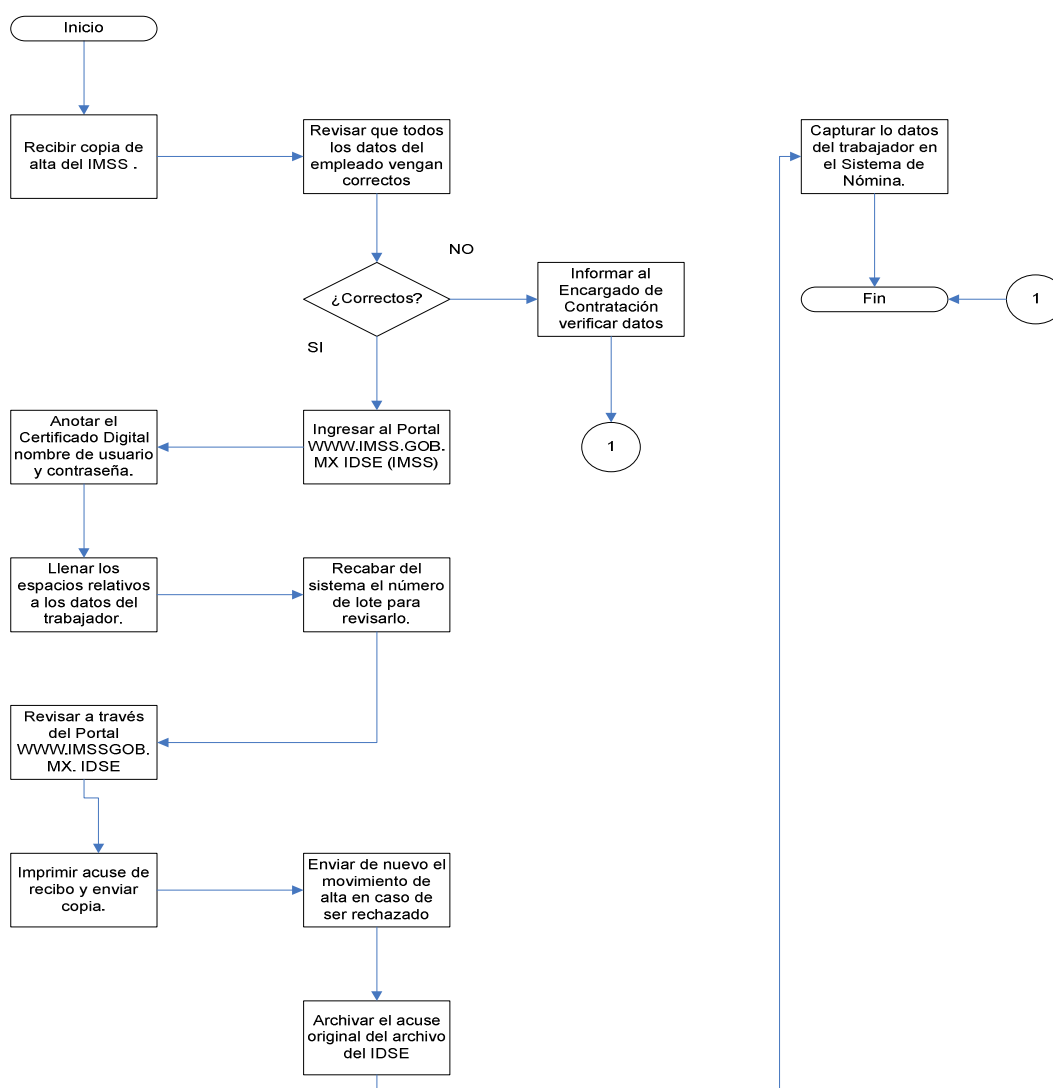 Inicio
Recibir copia de
alta del IMSS .
Revisar que todos
los datos del
empleado vengan
correctos
¿Correctos?
NO
SI
Informar al
Encargado de
Contratación
verificar datos
1
Ingresar al Portal
WWW.IMSS.GOB.
MX IDSE (IMSS)
Anotar el
Certificado Digital
nombre de usuario
y contraseña.
Llenar los
espacios relativos
a los datos del
trabajador.
Recabar del
sistema el número
de lote para
revisarlo.
Revisar a través
del Portal
WWW.IMSSGOB.
MX. IDSE
Imprimir acuse de
recibo y enviar
copia.
Enviar de nuevo el
movimiento de
alta en caso de
ser rechazado
Archivar el acuse
original del archivo
del IDSE
Capturar lo datos
del trabajador en
el Sistema de
Nómina.
Fin
1